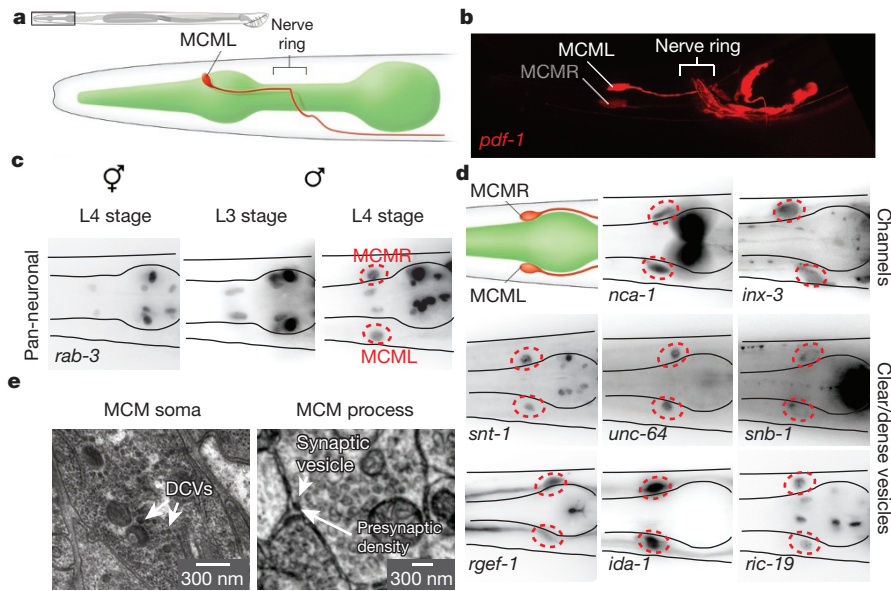 a
MCML
Nerve
ring
b
MCML
MCMR
Nerve ring
pdf-1
c
⚥
♂
L4 stage
L3 stage
L4 stage
Pan-neuronal
rab-3
MCMR
MCML
d
MCMR
MCML
nca-1
inx-3
Channels
snt-1
unc-64
snb-1
Clear/dense vesicles
rgef-1
ida-1
ric-19
e
MCM soma
DCVs
300 nm
MCM process
Synaptic
vesicle
Presynaptic
density
300 nm